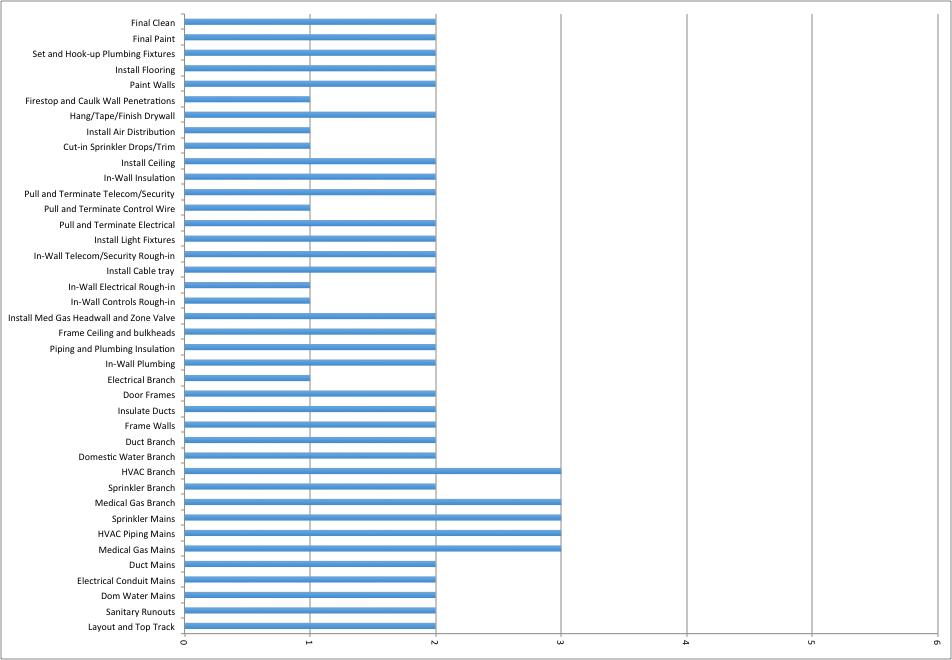 Final Clean
Final Paint
Set and Hook-up Plumbing Fixtures
Install Flooring
Paint Walls
Firestop and Caulk Wall Penetrations
Hang/Tape/Finish Drywall
Install Air Distribution
Cut-in Sprinkler Drops/Trim
Install Ceiling
In-Wall Insulation
Pull and Terminate Telecom/Security
Pull and Terminate Control Wire
Pull and Terminate Electrical
Install Light Fixtures
In-Wall Telecom/Security Rough-in
Install Cable tray
In-Wall Electrical Rough-in
In-Wall Controls Rough-in
Install Med Gas Headwall and Zone Valve
Frame Ceiling and bulkheads
Piping and Plumbing Insulation
In-Wall Plumbing
Electrical Branch
Door Frames
Insulate Ducts
Frame Walls
Duct Branch
Domestic Water Branch
HVAC Branch
Sprinkler Branch
Medical Gas Branch
Sprinkler Mains
HVAC Piping Mains
Medical Gas Mains
Duct Mains
Electrical Conduit Mains
Dom Water Mains
Sanitary Runouts
Layout and Top Track
0 1 2 3 4 5 6